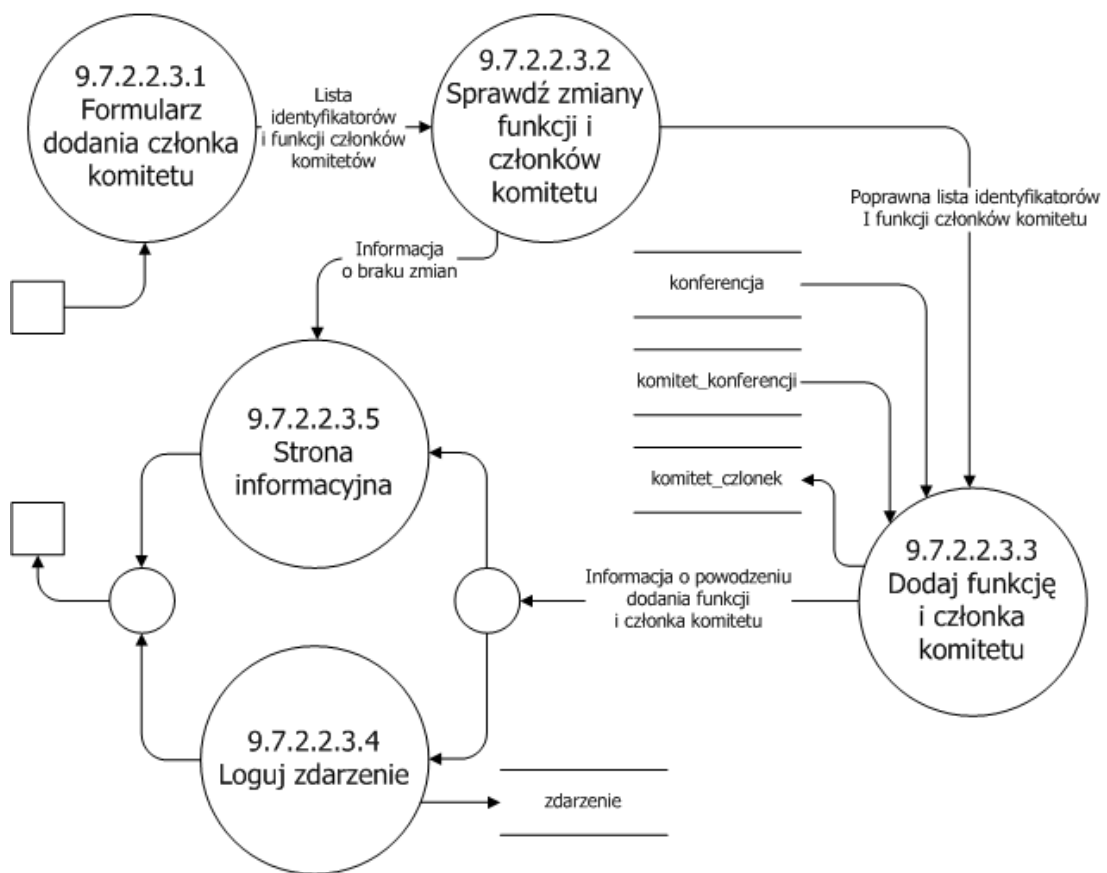 9.7.2.2.3.1
Formularz
dodania członka
komitetu
Lista
identyfikatorów
i funkcji członków
komitetów
9.7.2.2.3.2
Sprawdź zmiany
funkcji i
członków
komitetu
Poprawna lista identyfikatorów
I funkcji członków komitetu
Informacja
o braku zmian
konferencja
komitet_konferencji
komitet_czlonek
9.7.2.2.3.5
Strona
informacyjna
9.7.2.2.3.3
Dodaj funkcję
i członka
komitetu
Informacja o powodzeniu
dodania funkcji
i członka komitetu
9.7.2.2.3.4
Loguj zdarzenie
zdarzenie